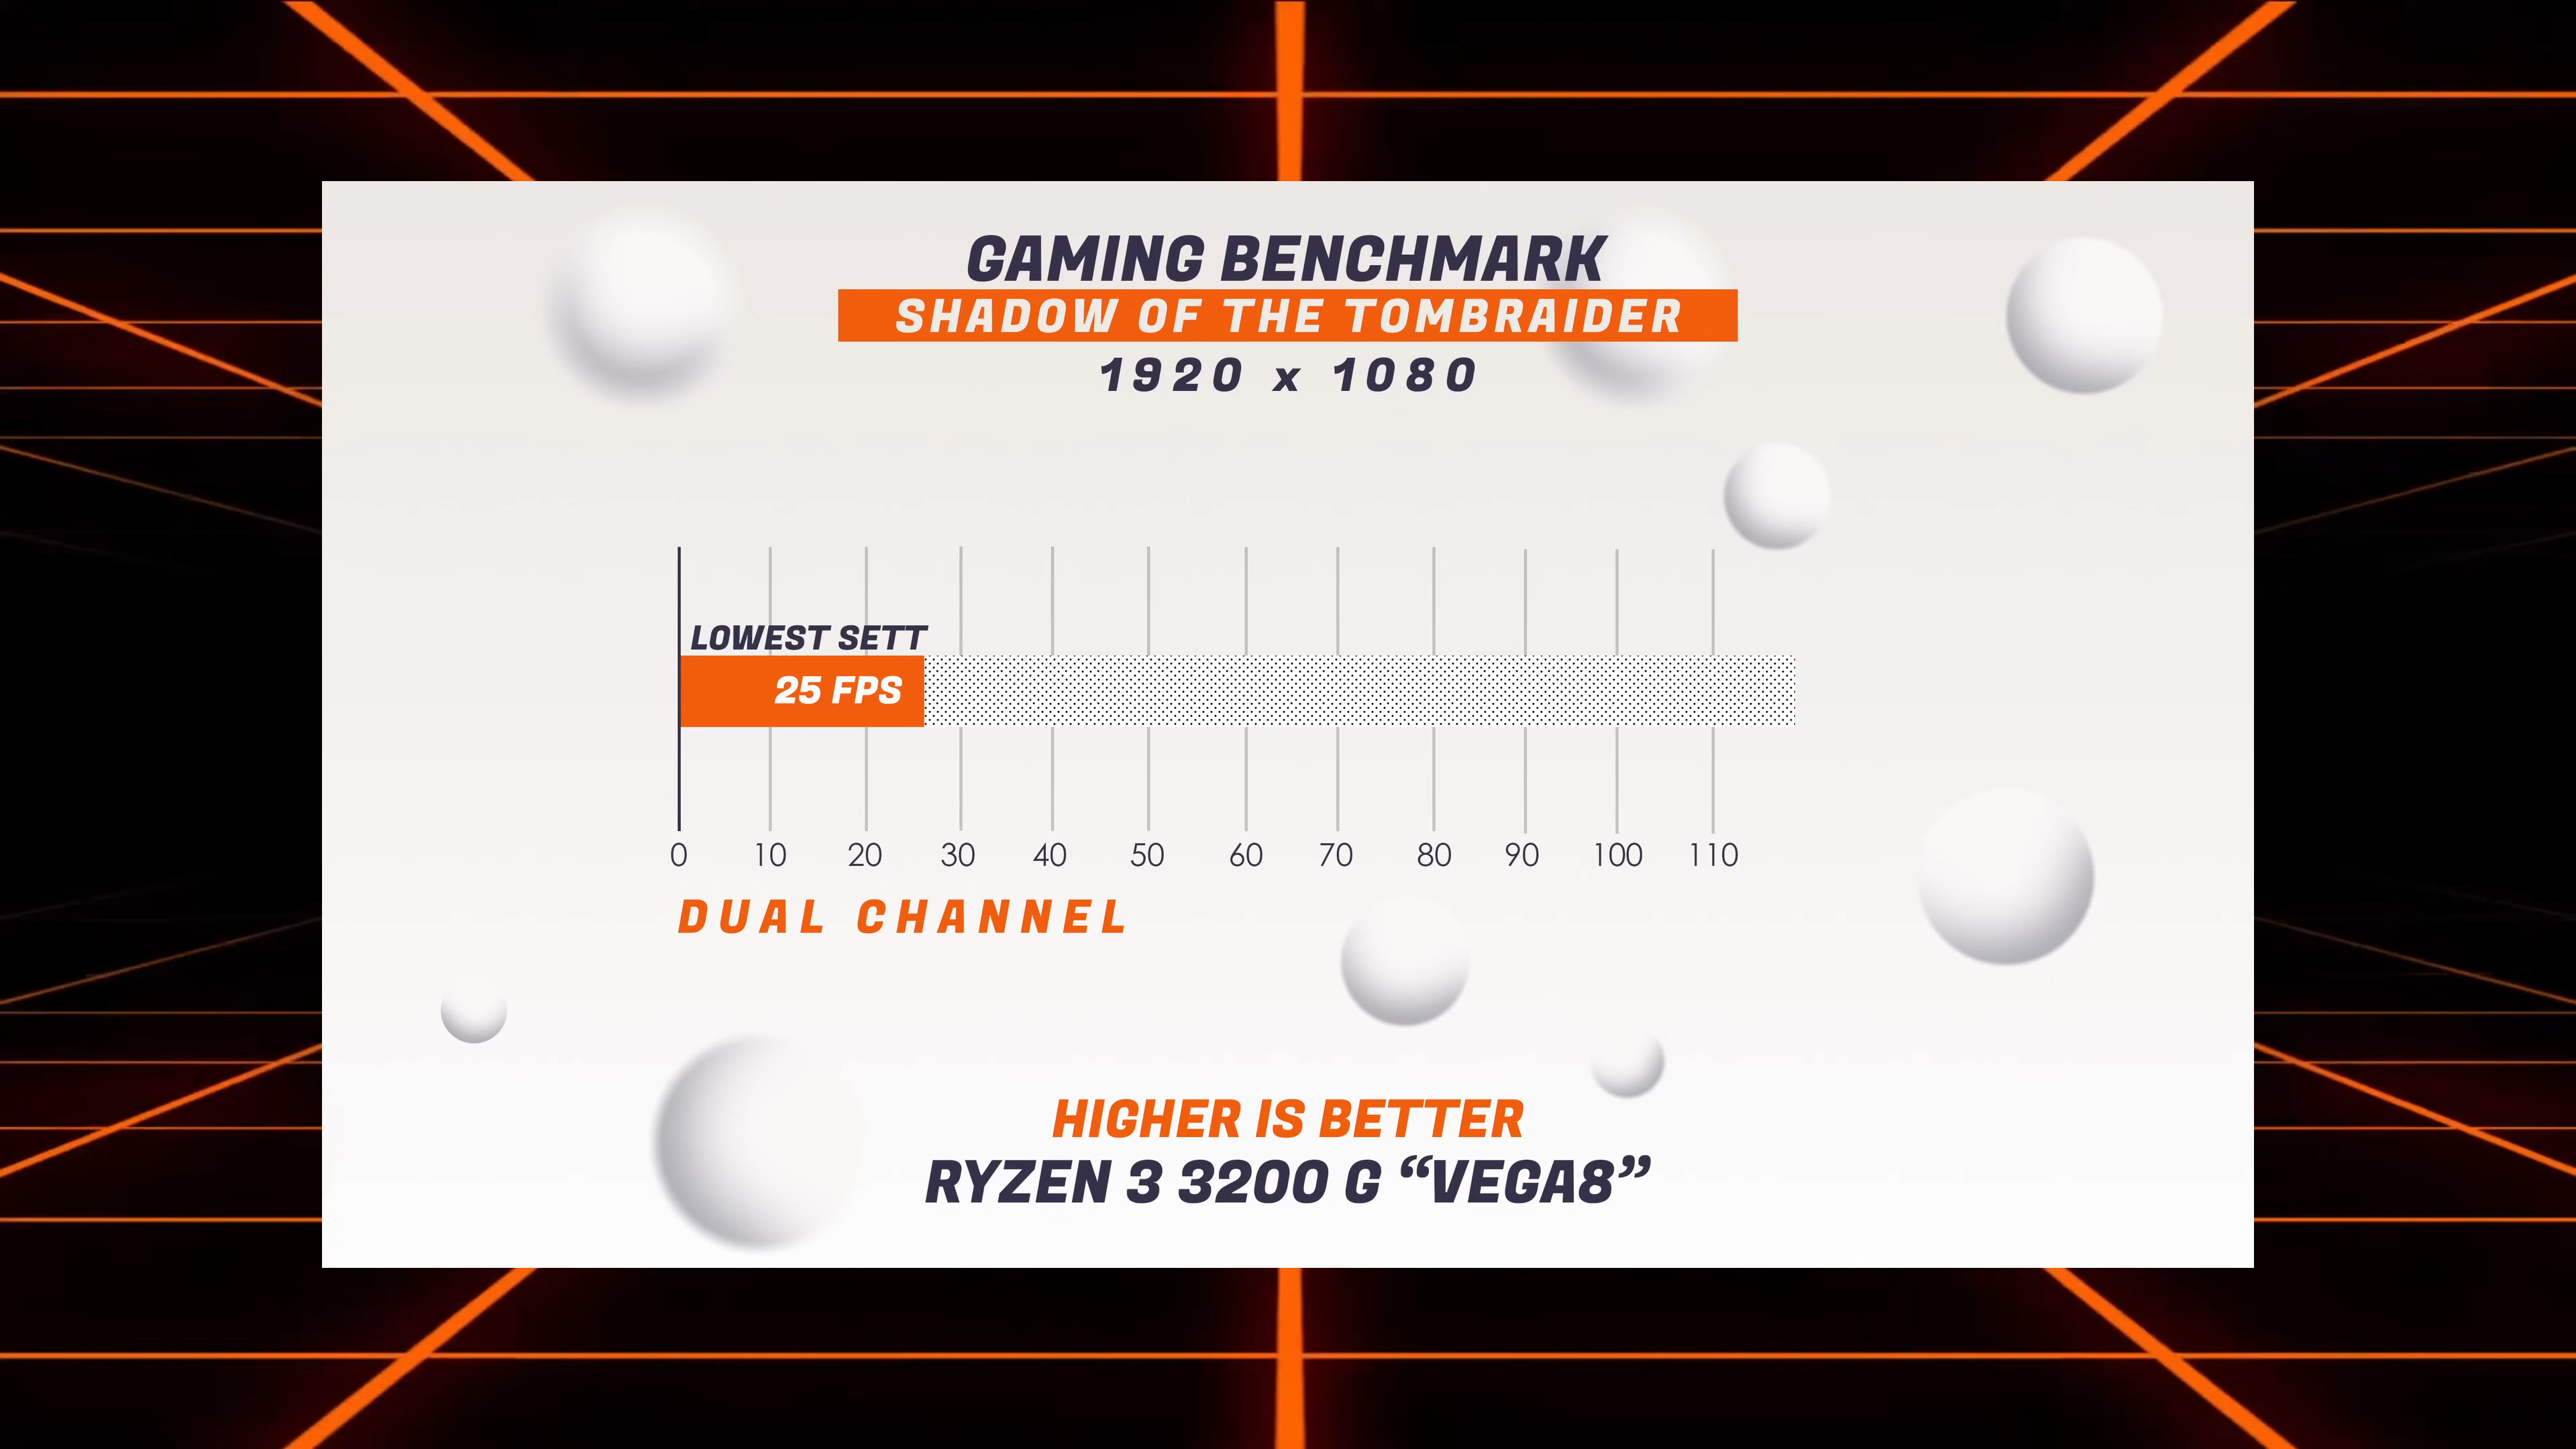 GAMING BENCHMARK
SHADOW OF THE TOMBRAIDER
1920 x 1080
LOWEST SETT
25 FPS
0 10 20 30 40 50 60 70 80 90 100 110
DUAL CHANNEL
HIGHER IS BETTER
RYZEN 3 3200 G “VEGA8”